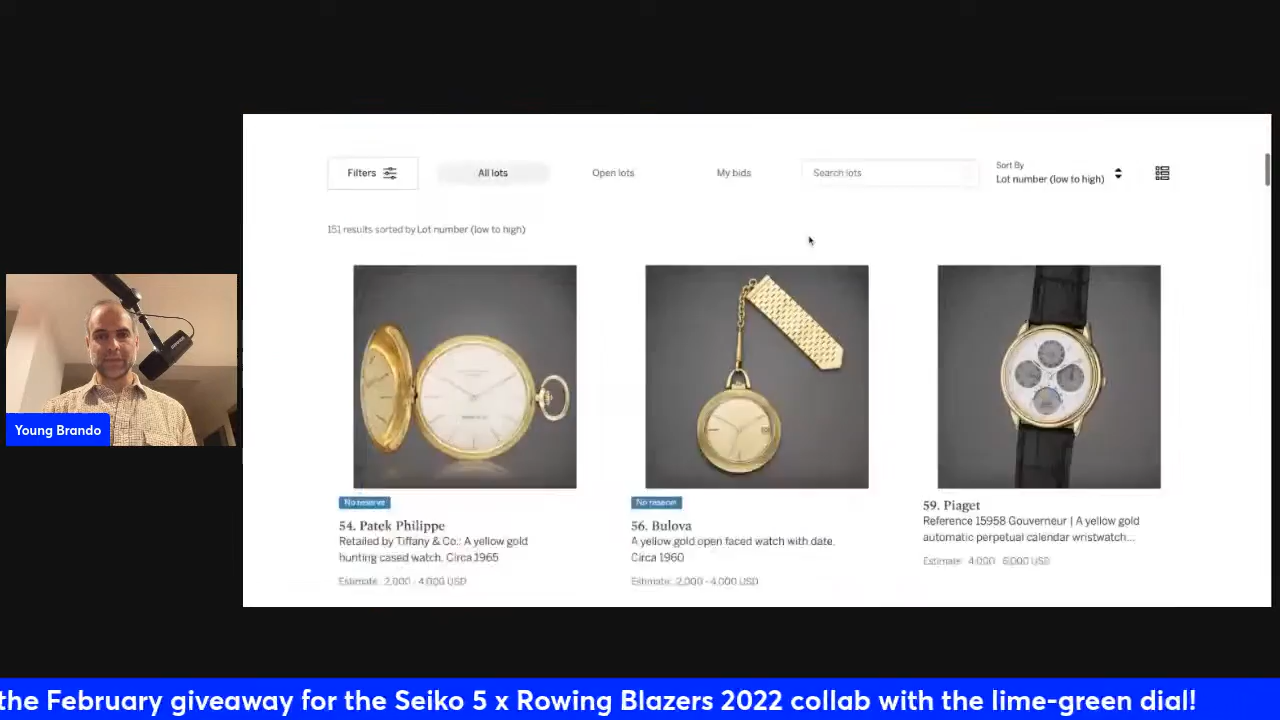 Filters
All lots
Open lots
My bids
Search lots
Sort By
Lot number (low to high)
151 results sorted by Lot number (low to high)
No reserve
54. Patek Philippe
Retailed by Tiffany & Co.: A yellow gold
hunting cased watch, Circa 1965
Estimate: 2,000 - 4,000 USD
No reserve
56. Bulova
A yellow gold open faced watch with date,
Circa 1960
Estimate: 2,000 - 4,000 USD
59. Piaget
Reference 15958 Gouverneur | A yellow gold
automatic perpetual calendar wristwatch...
Estimate: 4,000 - 6,000 USD
Young Brando
the February giveaway for the Seiko 5 x Rowing Blazers 2022 collab with the lime-green dial!